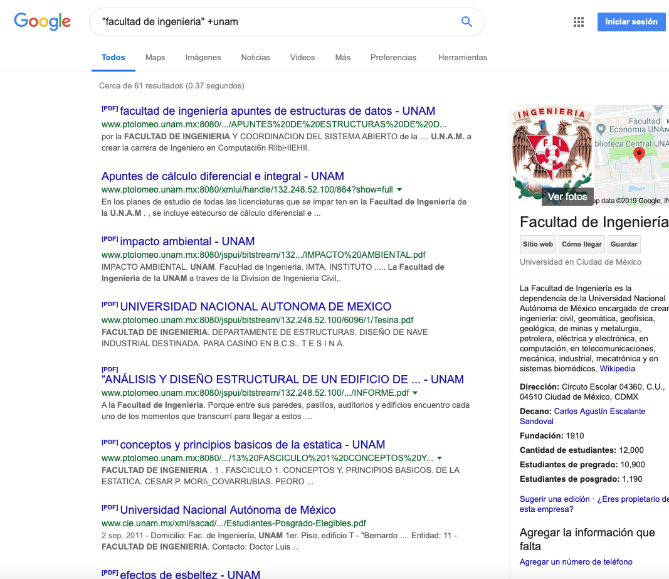 Google
"facultad de ingenieria" +unam
Iniciar sesión
Todos Maps Imágenes Noticias Videos Más Preferencias Herramientas
Cerca de 61 resultados (0.37 segundos)
[PDF] facultad de ingeniería apuntes de estructuras de datos - UNAM
www.ptolomeo.unam.mx:8080/.../APUNTES%20DE%20ESTRUCTURAS%20DE%20D...
por la FACULTAD DE INGENIERIA Y COORDINACION DEL SISTEMA ABIERTO de la .... U.N.A.M. a
crear la carrera de Ingeniero en Computaci6n RIlbi•IIEHII.
Apuntes de cálculo diferencial e integral - UNAM
www.ptolomeo.unam.mx:8080/xmlui/handle/132.248.52.100/864?show=full
En los planes de estudio de todas las licenciaturas que se impar ten en la Facultad de Ingeniería de
la U.N.A.M . , se incluye estecurso de cálculo diferencial e ...
[PDF] impacto ambiental - UNAM
www.ptolomeo.unam.mx:8080/jspui/bitstream/132.../IMPACTO%20AMBIENTAL.pdf
IMPACTO AMBIENTAL. UNAM. FacuHad de Ingenieria. IMTA. INSTITUTO ..... La Facultad de
Ingenieria de la UNAM a traves de la Division de Ingenieria Civil,.
[PDF] UNIVERSIDAD NACIONAL AUTONOMA DE MEXICO
www.ptolomeo.unam.mx:8080/jspui/bitstream/132.248.52.100/6096/1/Tesina.pdf
FACULTAD DE INGENIERIA. DEPARTAMENTE DE ESTRUCTURAS. DISEÑO DE NAVE
INDUSTRIAL DESTINADA. PARA CASINO EN B.C.S.. T E S I N A.
[PDF]
"ANÁLISIS Y DISEÑO ESTRUCTURAL DE UN EDIFICIO DE ... - UNAM
www.ptolomeo.unam.mx:8080/jspui/bitstream/132.248.52.100/.../INFORME.pdf
A la Facultad de Ingeniería. Porque entre sus paredes, pasilos, auditorios y edificios encuentro cada
uno de los momentos que transcurrí para llegar a estos ...
[PDF] conceptos y principios basicos de la estatica - UNAM
www.ptolomeo.unam.mx:8080/.../13%20FASCICULO%201%20CONCEPTOS%20Y...
FACULTAD DE INGENIERIA . 1 . FASCICULO 1. CONCEPTOS Y. PRINCIPIOS BASICOS. DE LA
ESTATICA. CESAR P. MORI\_COVARRUBIAS. PEORO ...
[PDF] Universidad Nacional Autónoma de México
www.cie.unam.mx/xml/sacad/.../Estudiantes-Posgrado-Elegibles.pdf
2 sep. 2011 - Domicilio: Fac. de Ingeniería, UNAM 1er. Piso, edificio T - "Bernardo .... Entidad: 11 -
FACULTAD DE INGENIERIA. Contacto: Doctor Luis ...
[PDF] efectos de esbeltez - UNAM
INGENIERIA
Facultad
Economía UNAM
Biblioteca Central UNA
Ver fotos
ap data ©2019 Google, IN
Facultad de Ingeniería
Sitio web Cómo llegar Guardar
Universidad en Ciudad de México
La Facultad de Ingeniería es la
dependencia de la Universidad Nacional
Autónoma de México encargada de crear
ingeniería: civil, geomática, geofísica,
geológica, de minas y metalurgia,
petrolera, eléctrica y electrónica, en
computación, en telecomunicaciones,
mecánica, industrial, mecatrónica y en
sistemas biomédicos. Wikipedia
Dirección: Circuto Escolar 04360, C.U.,
04510 Ciudad de México, CDMX
Decano: Carlos Agustín Escalante
Sandoval
Fundación: 1910
Cantidad de estudiantes: 12,000
Estudiantes de pregrado: 10,900
Estudiantes de posgrado: 1,190
Sugerir una edición · ¿Eres propietario de
esta empresa?
Agregar la información que
falta
Agregar un número de teléfono